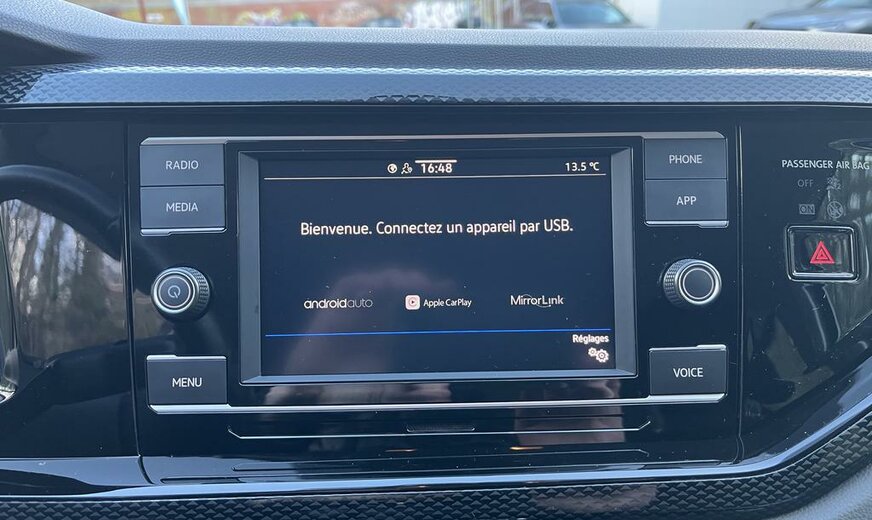 RADIO
MEDIA
MENU
16:48
13.5 °C
Bienvenue. Connectez un appareil par USB.
androidauto
Apple CarPlay
MirrorLink
Réglages
PHONE
APP
VOICE
PASSENGER AIR BAG
OFF
ON